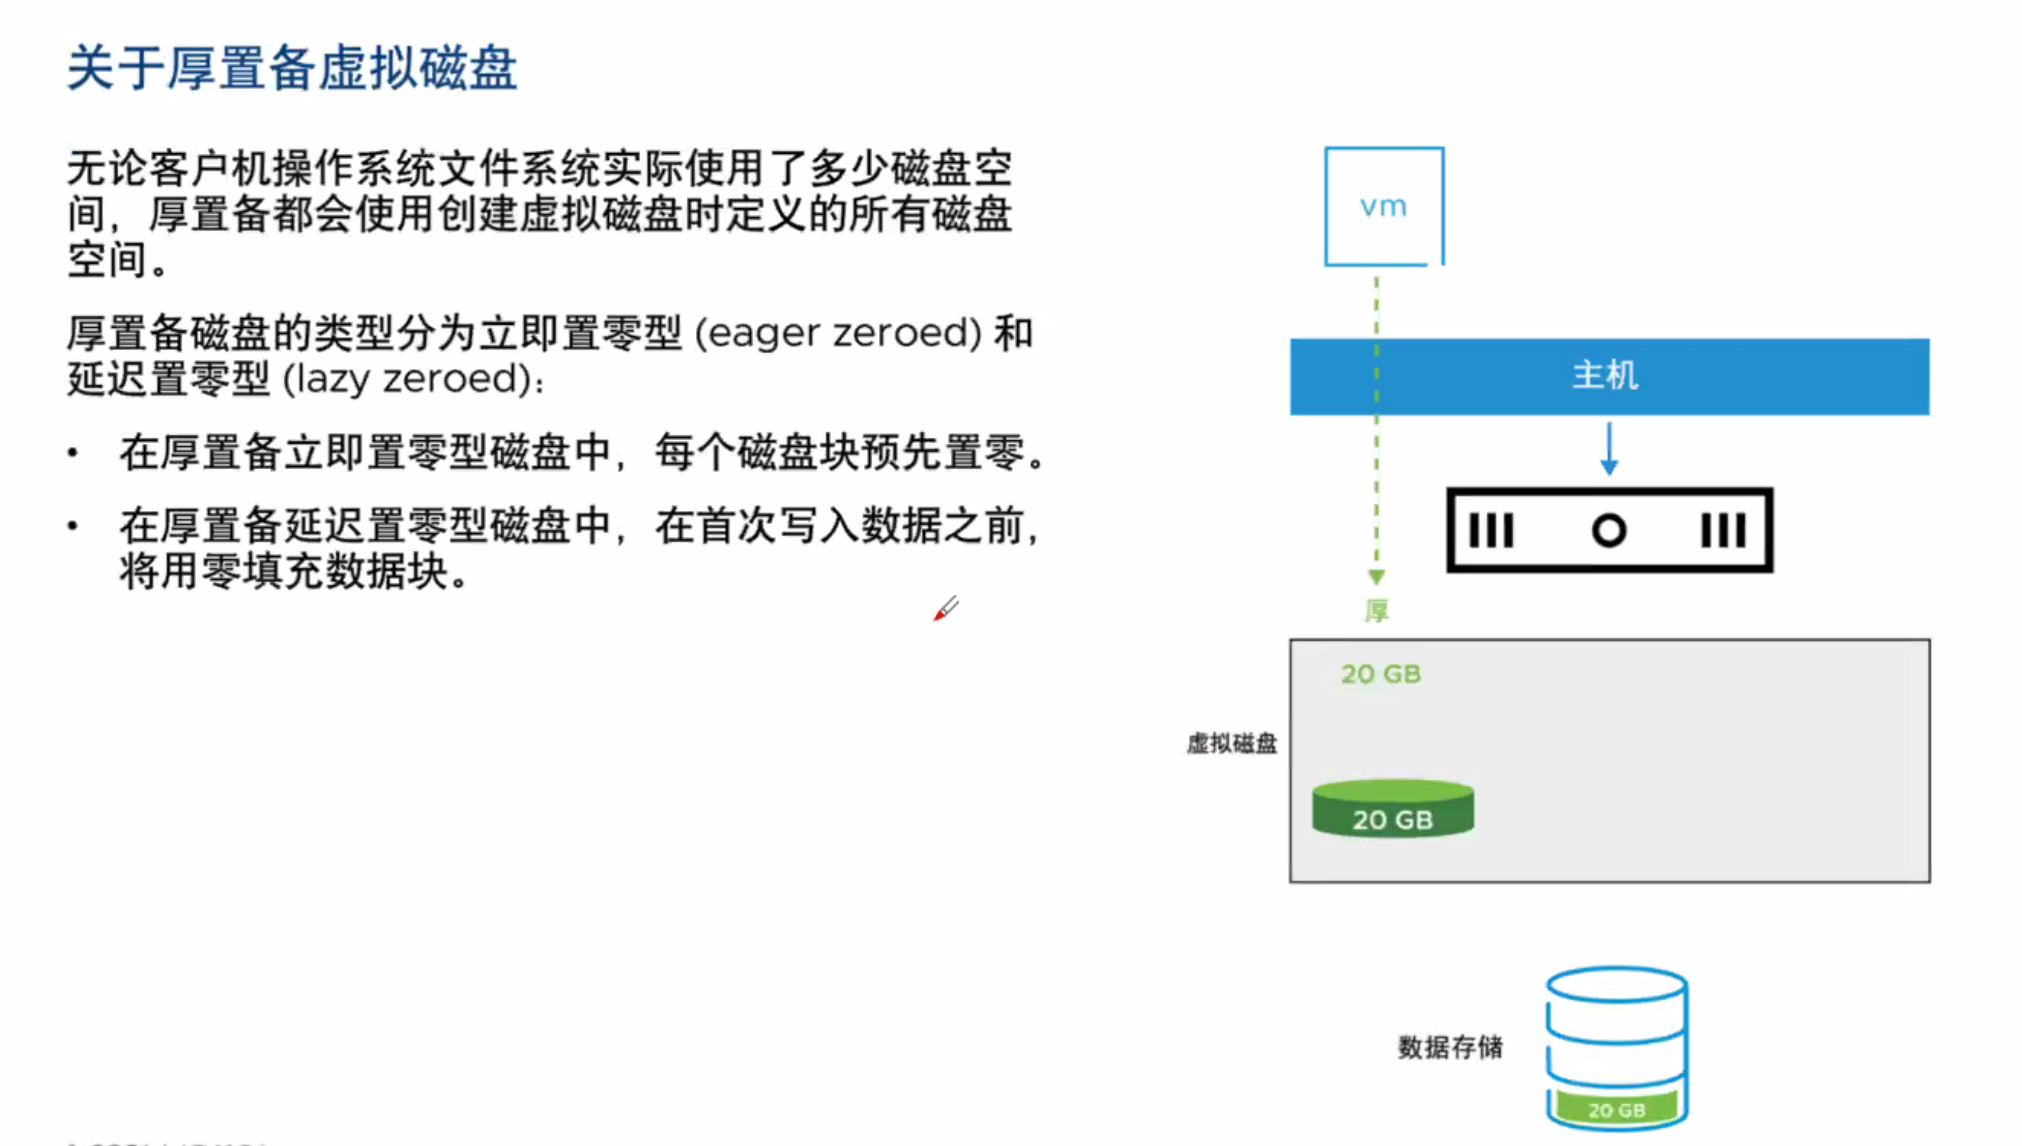 关于厚置备虚拟磁盘
无论客户机操作系统文件系统实际使用了多少磁盘空
间，厚置备都会使用创建虚拟磁盘时定义的所有磁盘
空间。
厚置备磁盘的类型分为立即置零型 (eager zeroed) 和
延迟置零型 (lazy zeroed)：
• 在厚置备立即置零型磁盘中，每个磁盘块预先置零。
• 在厚置备延迟置零型磁盘中，在首次写入数据之前，
将用零填充数据块。
vm
主机
厚
20 GB
虚拟磁盘
20 GB
数据存储
20 GB